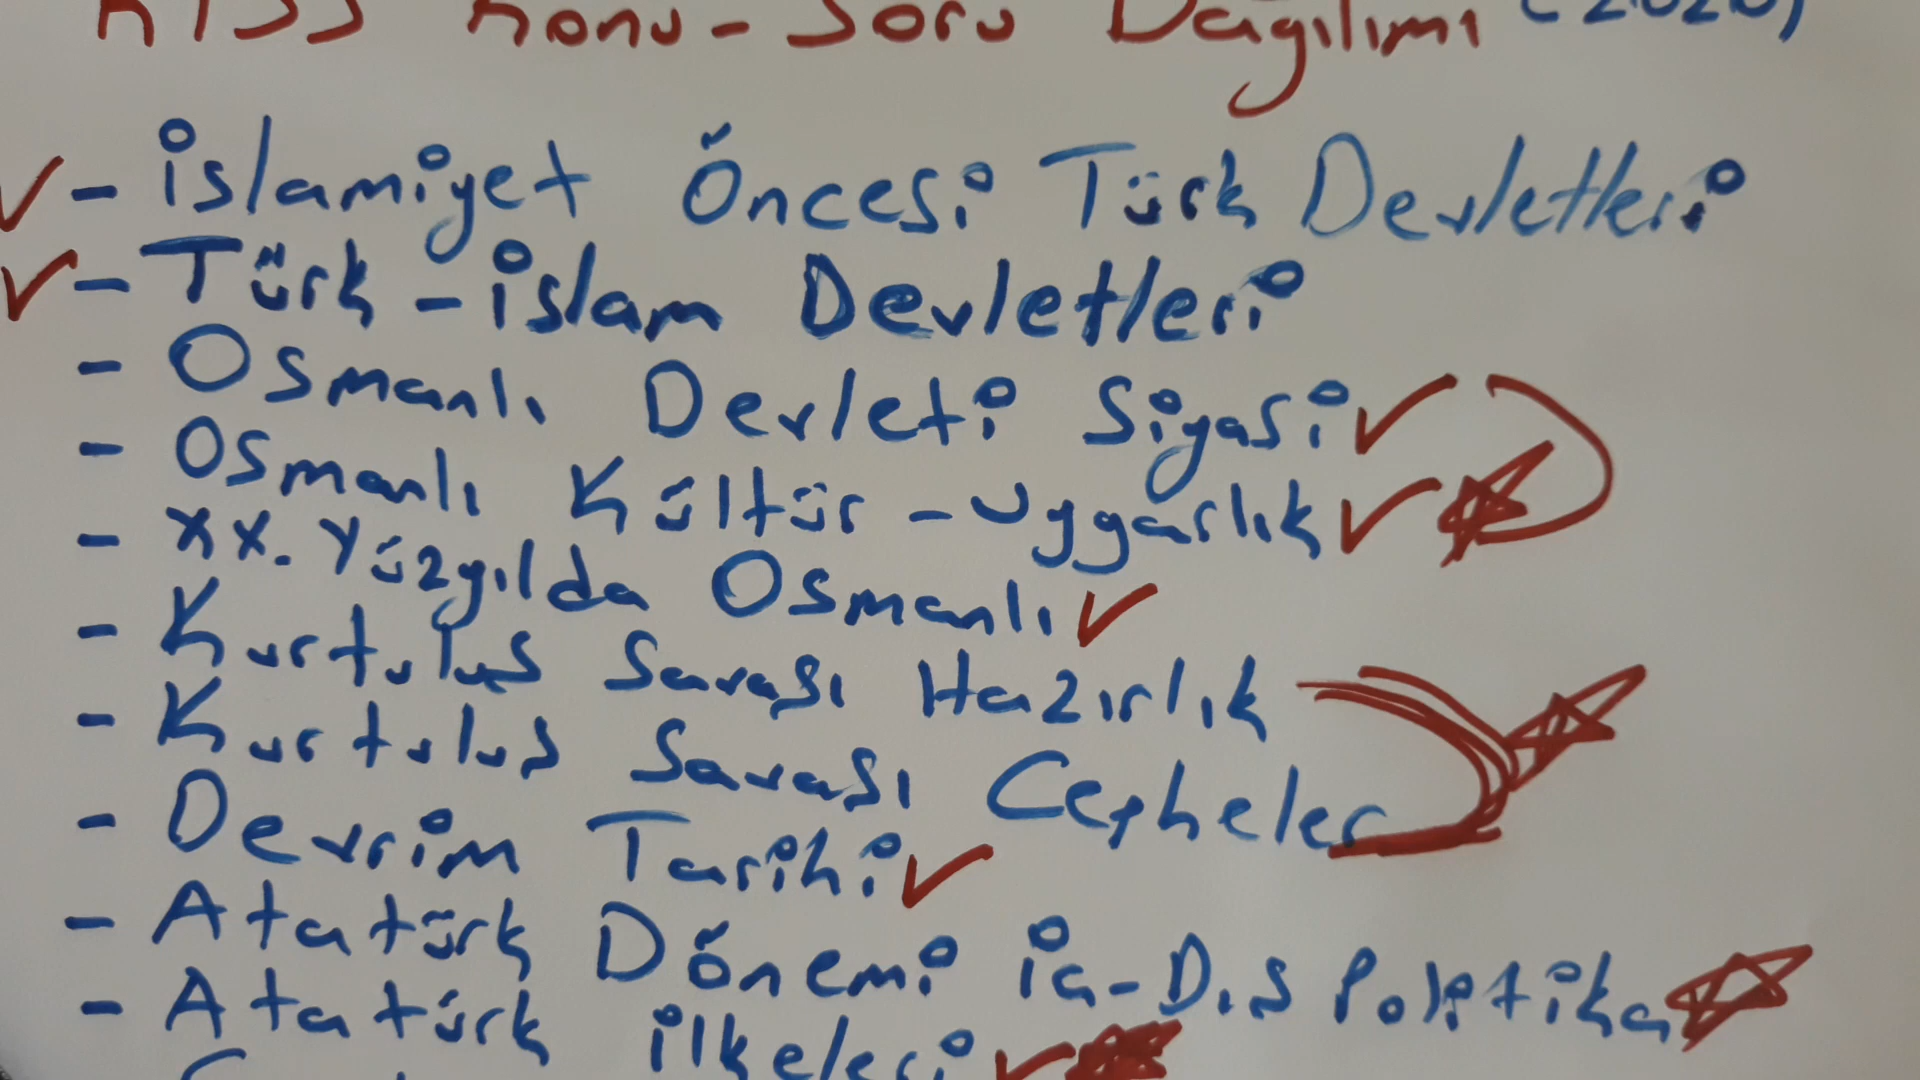 Konu - Soru Dağılımı (2020)
- İslamiyet Öncesi Türk Devletleri
- Türk - İslam Devletleri
- Osmanlı Devleti Siyasi
- Osmanlı Kültür - Uygarlık
- XX. Yüzyılda Osmanlı
- Kurtuluş Savaşı Hazırlık
- Kurtuluş Savaşı Cepheler
- Devrim Tarihi
- Atatürk Dönemi İç - Dış Politika
- Atatürk İlkeleri